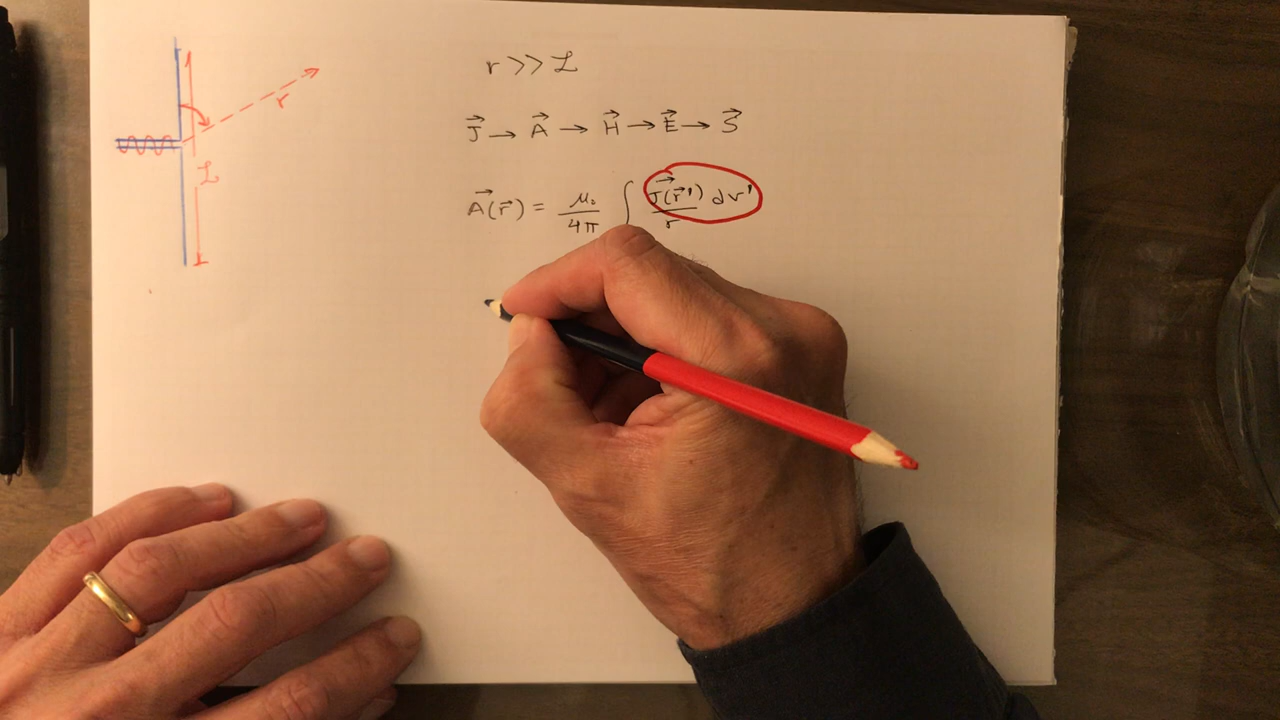 r >> L
J⃗ → A⃗ → H⃗ → E⃗ → S⃗
A⃗(r⃗) = μ₀/4π ∫ J⃗(r⃗') dv'/r
r
L